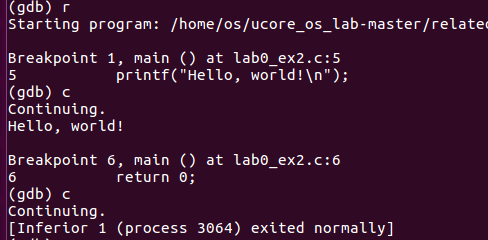 (gdb) r
Starting program: /home/os/ucore_os_lab-master/related
Breakpoint 1, main () at lab0_ex2.c:5
5 printf("Hello, world!\n");
(gdb) c
Continuing.
Hello, world!
Breakpoint 6, main () at lab0_ex2.c:6
6 return 0;
(gdb) c
Continuing.
[Inferior 1 (process 3064) exited normally]